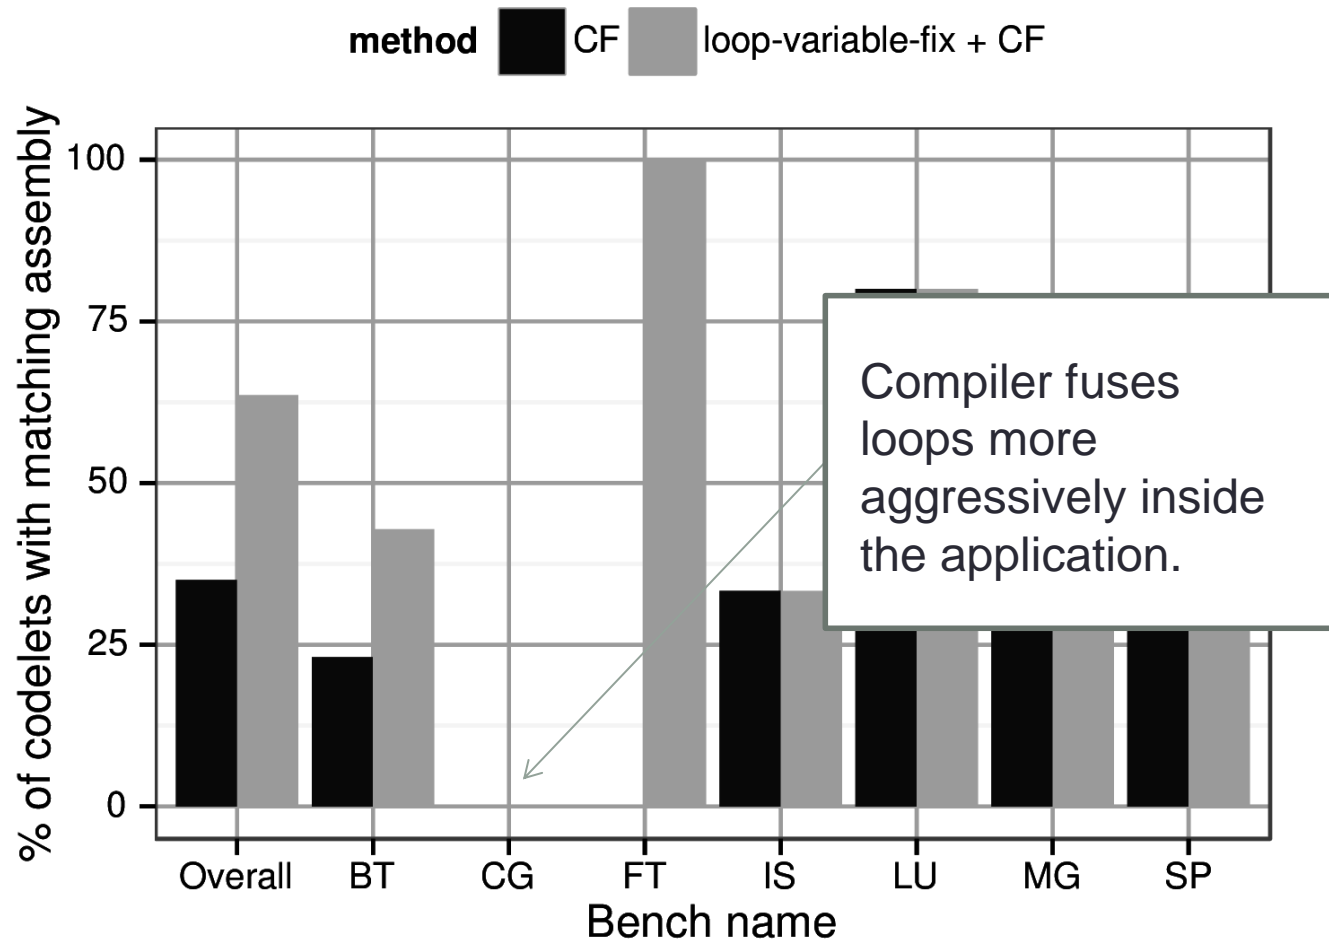 method CF loop-variable-fix + CF
% of codelets with matching assembly
100
75
50
25
0
Compiler fuses
loops more
aggressively inside
the application.
Overall BT CG FT IS LU MG SP
Bench name